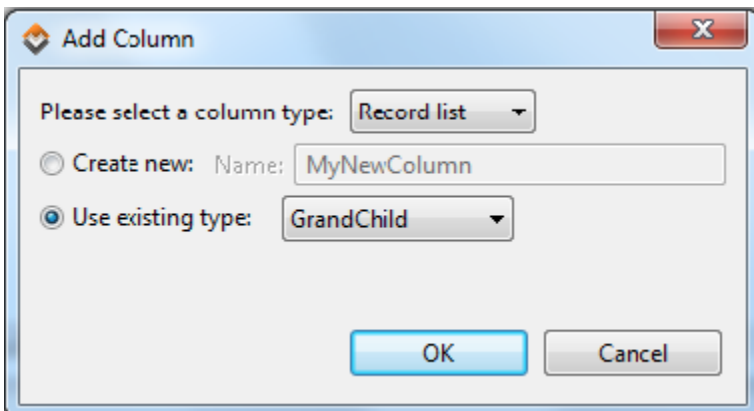 Add Column
Please select a column type: Record list
Create new: Name: MyNewColumn
Use existing type: GrandChild
OK Cancel